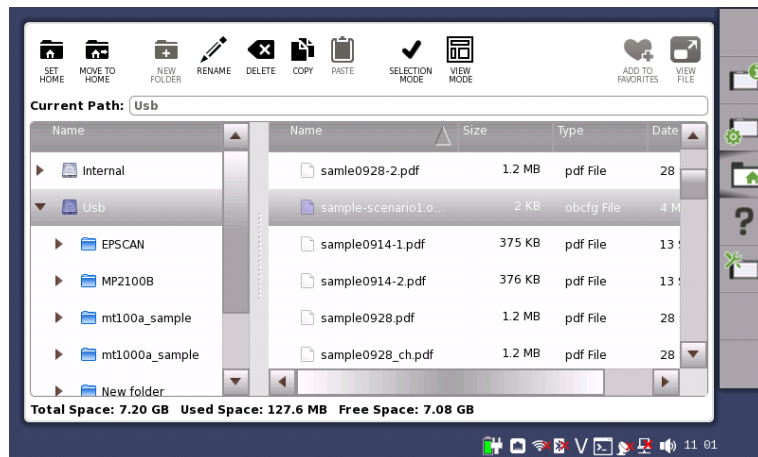 SET HOME
MOVE TO HOME
NEW FOLDER
RENAME
DELETE
COPY
PASTE
SELECTION MODE
VIEW MODE
ADD TO FAVORITES
VIEW FILE
Current Path: Usb
Name
Name Size Type Date
Internal
samle0928-2.pdf 1.2 MB pdf File 28
Usb
sample-scenario1.o... 2 KB obcfg File 4 M
EPSCAN
sample0914-1.pdf 375 KB pdf File 13
MP2100B
sample0914-2.pdf 376 KB pdf File 13
mt100a_sample
sample0928.pdf 1.2 MB pdf File 28
mt1000a_sample
sample0928_ch.pdf 1.2 MB pdf File 28
New folder
Total Space: 7.20 GB Used Space: 127.6 MB Free Space: 7.08 GB
11 01